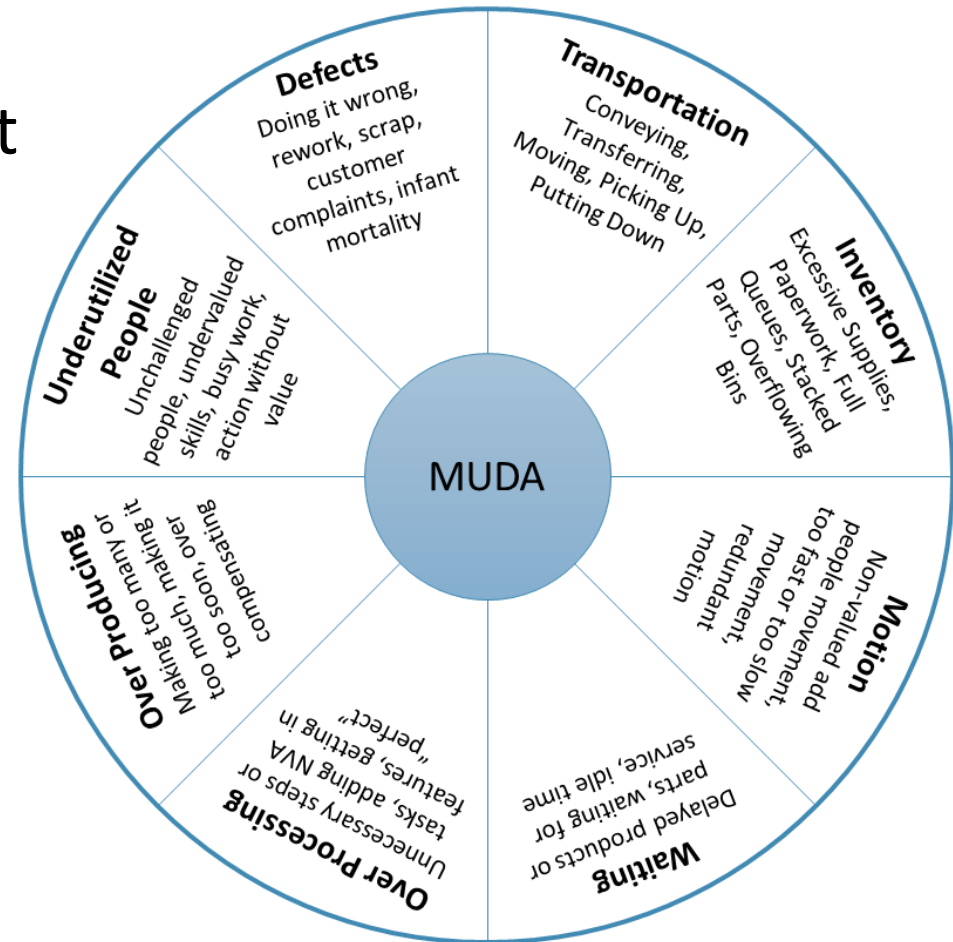 t
Defects
Doing it wrong,
rework, scrap,
customer
complaints, infant
mortality
Transportation
Conveying,
Transferring,
Moving, Picking Up,
Putting Down
Inventory
Excessive Supplies,
Paperwork, Full
Queues, Stacked
Parts, Overflowing
Bins
Motion
Non-valued add
people movement,
too fast or too slow
movement,
redundant
motion
Waiting
Delayed products or
parts, waiting for
service, idle time
Over Processing
Unnecessary steps or
tasks, adding NVA
features, getting in
"perfect"
Over Producing
Making too many or
too much, making it
too soon, over
compensating
Underutilized
People
Unchallenged
people, undervalued
skills, busy work,
action without
value
MUDA